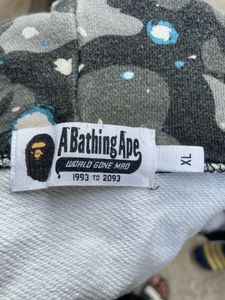 A Bathing Ape
WORLD GONE MAD
1993 TO 2093
XL